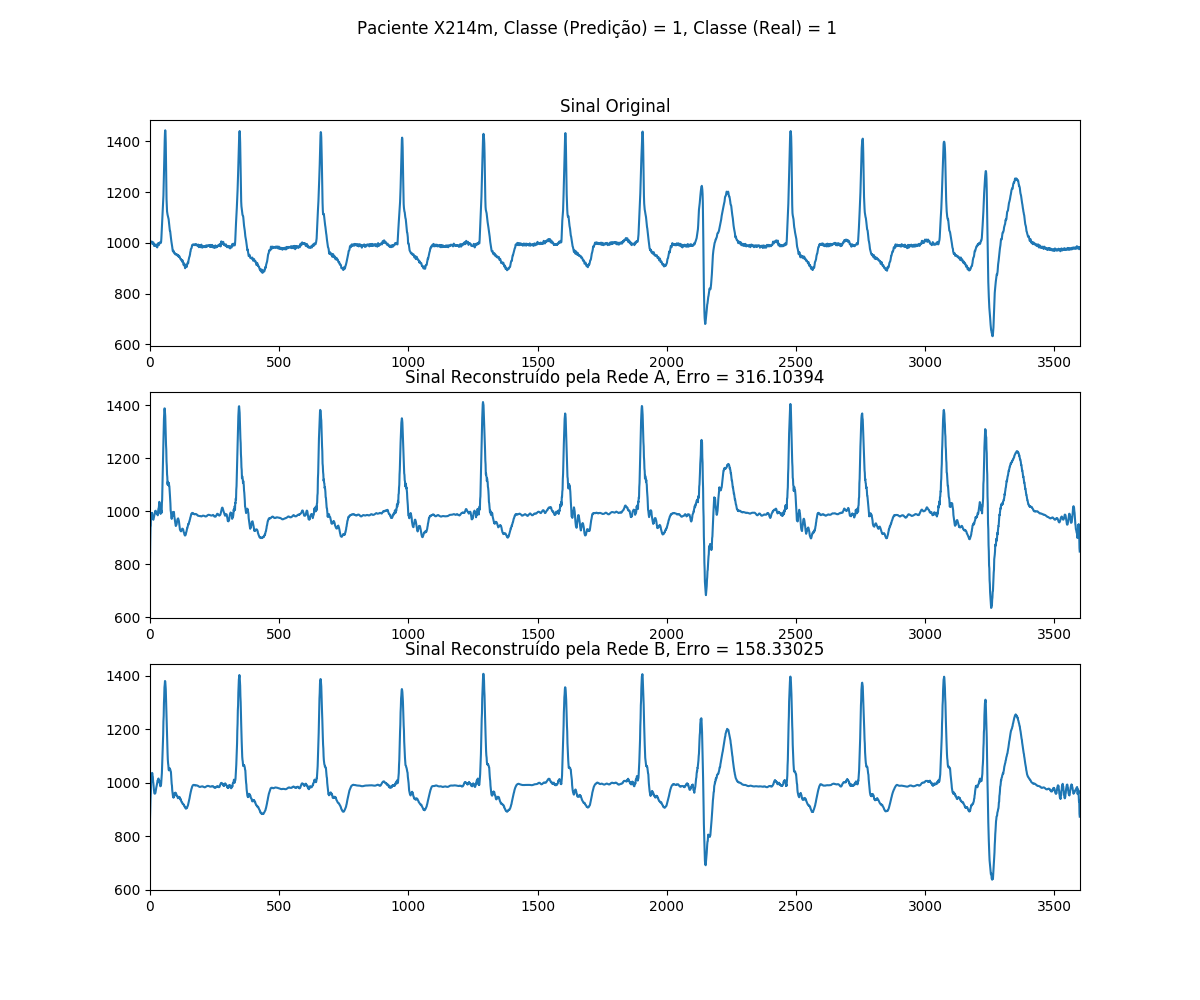 Paciente X214m, Classe (Predição) = 1, Classe (Real) = 1
Sinal Original
1400
1200
1000
800
600
0 500 1000 1500 2000 2500 3000 3500
Sinal Reconstruído pela Rede A, Erro = 316.10394
1400
1200
1000
800
600
0 500 1000 1500 2000 2500 3000 3500
Sinal Reconstruído pela Rede B, Erro = 158.33025
1400
1200
1000
800
600
0 500 1000 1500 2000 2500 3000 3500